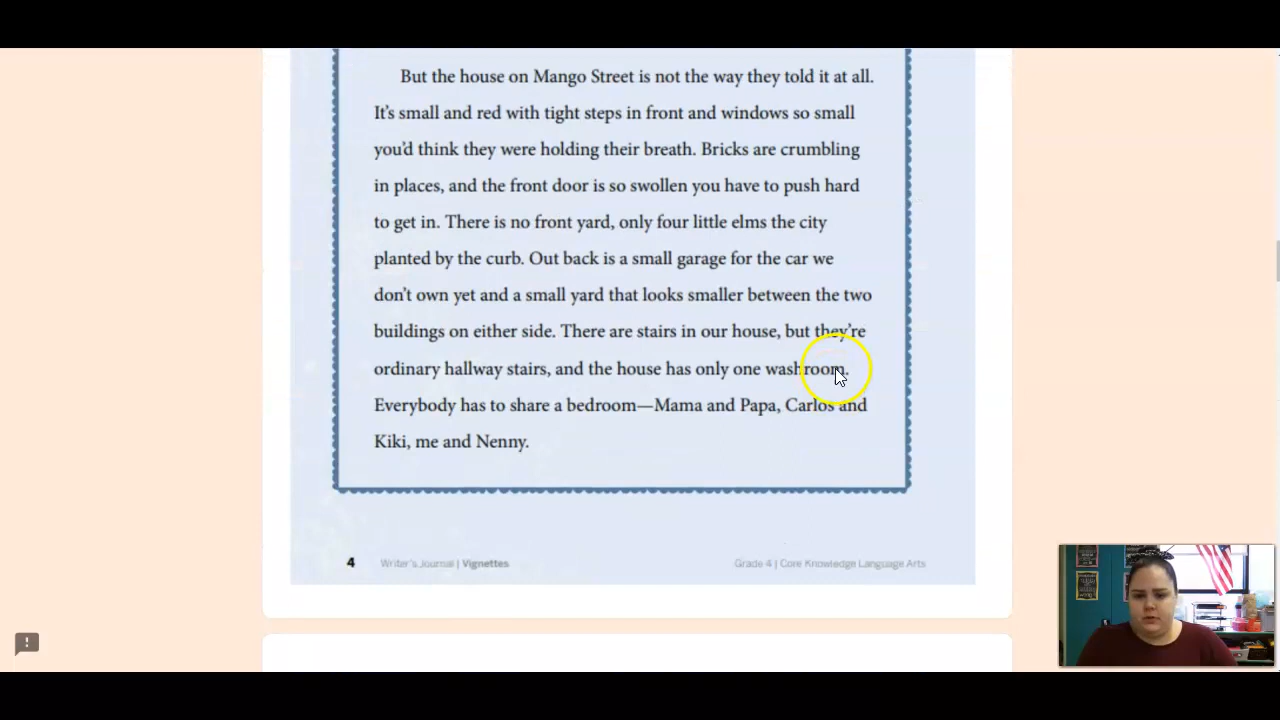 But the house on Mango Street is not the way they told it at all.
It's small and red with tight steps in front and windows so small
you'd think they were holding their breath. Bricks are crumbling
in places, and the front door is so swollen you have to push hard
to get in. There is no front yard, only four little elms the city
planted by the curb. Out back is a small garage for the car we
don't own yet and a small yard that looks smaller between the two
buildings on either side. There are stairs in our house, but they're
ordinary hallway stairs, and the house has only one washroom.
Everybody has to share a bedroom—Mama and Papa, Carlos and
Kiki, me and Nenny.
4 Writer's Journal | Vignettes Grade 4 | Core Knowledge Language Arts